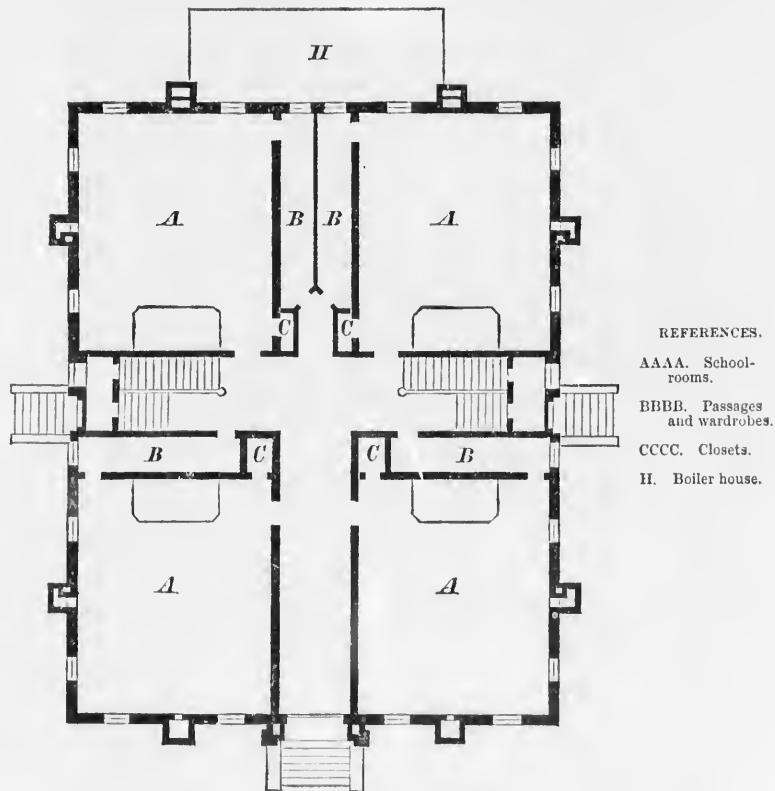 H
A
B
B
A
C
C
B
C
C
B
A
A
REFERENCES.
AAAA. School-
rooms.
BBBB. Passages
and wardrobes.
CCCC. Closets.
H. Boiler house.